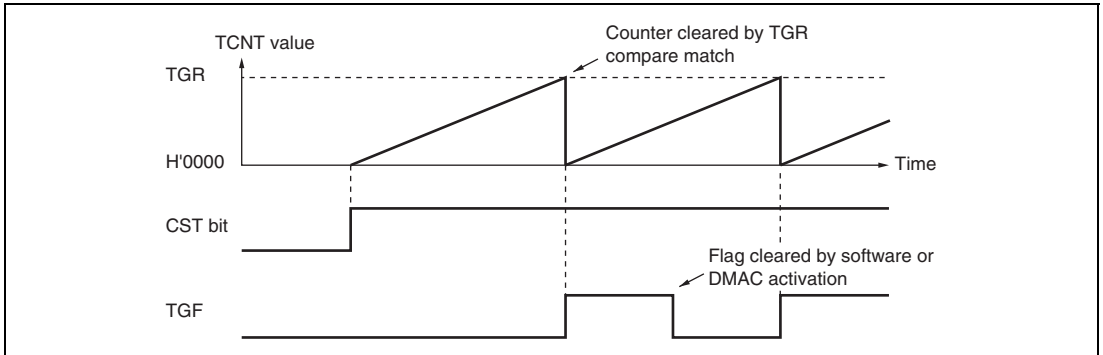 TCNT value
Counter cleared by TGR
compare match
TGR
H'0000
Time
CST bit
Flag cleared by software or
DMAC activation
TGF